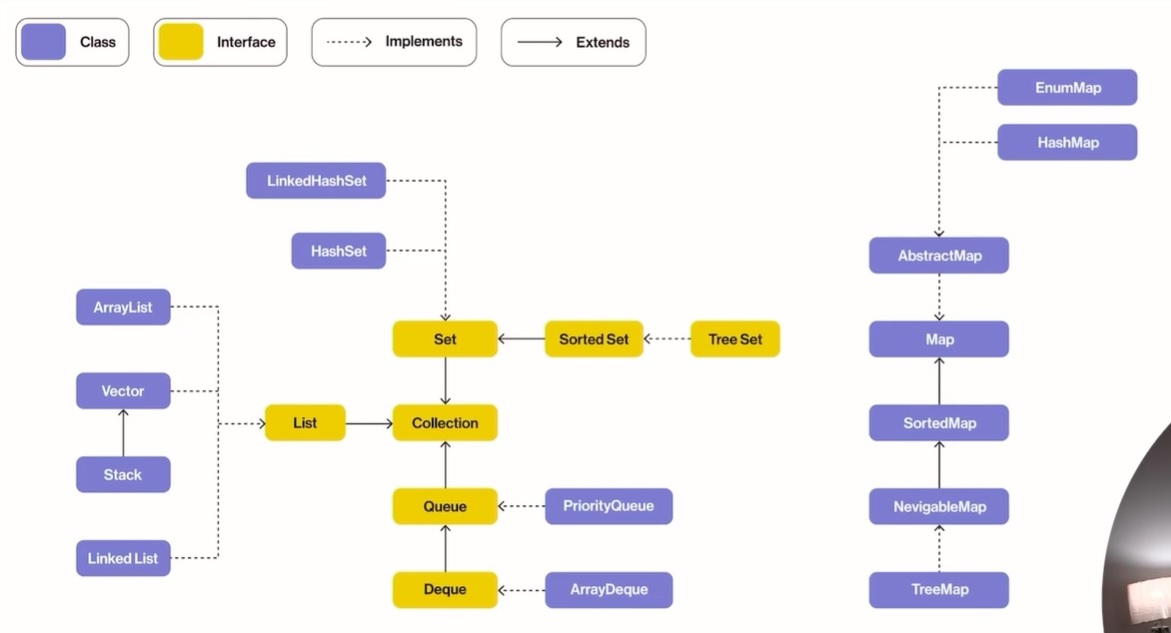 Class
Interface
Implements
Extends
EnumMap
HashMap
LinkedHashSet
HashSet
AbstractMap
ArrayList
Set
Sorted Set
Tree Set
Map
Vector
List
Collection
SortedMap
Stack
Queue
PriorityQueue
NevigableMap
Linked List
Deque
ArrayDeque
TreeMap